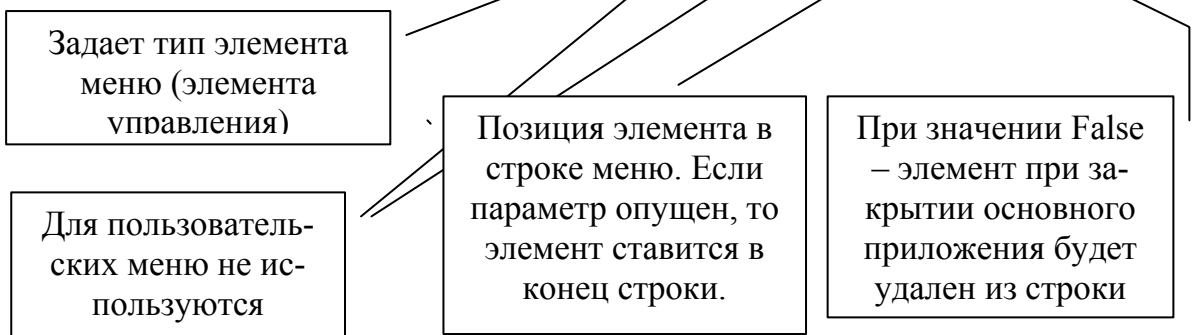 Задает тип элемента
меню (элемента
управления)
Для пользователь-
ских меню не ис-
пользуются
Позиция элемента в
строке меню. Если
параметр опущен, то
элемент ставится в
конец строки.
При значении False
– элемент при за-
крытии основного
приложения будет
удален из строки